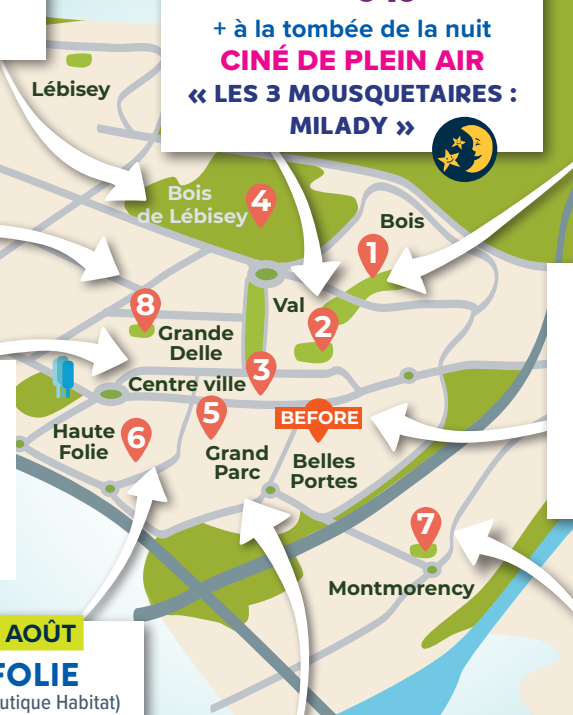 + à la tombée de la nuit
CINÉ DE PLEIN AIR
« LES 3 MOUSQUETAIRES :
MILADY »
Lébisey
Bois
de Lébisey
4
Bois
1
Val
2
8
Grande
Delle
Centre ville
3
5
BEFORE
Haute
Folie
6
Grand
Parc
Belles
Portes
7
Montmorency
AOÛT
FOLIE
utique Habitat)